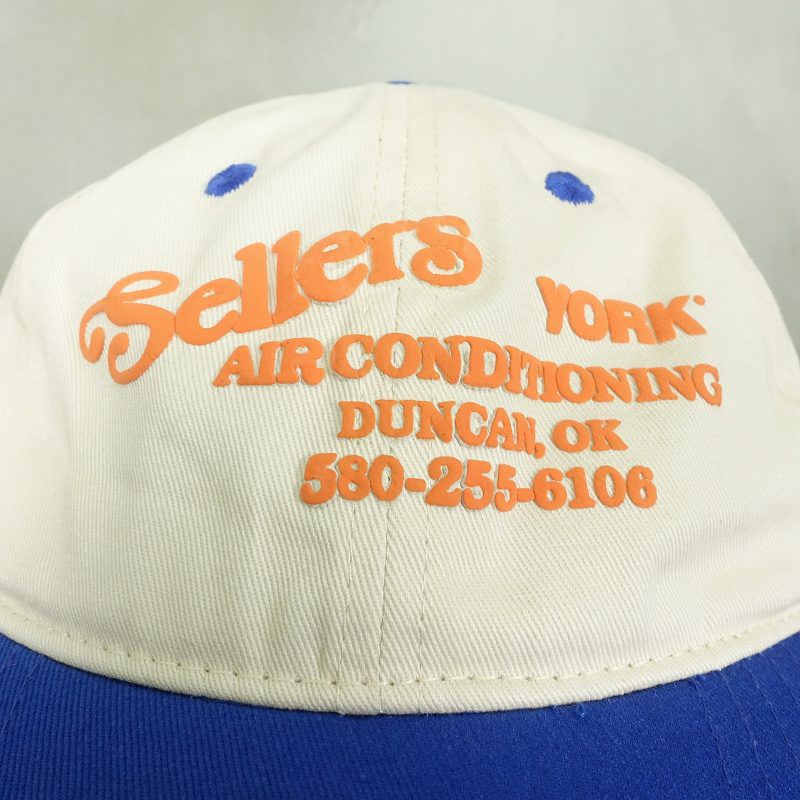 Sellers YORK
AIR CONDITIONING
DUNCAN, OK
580-255-6106